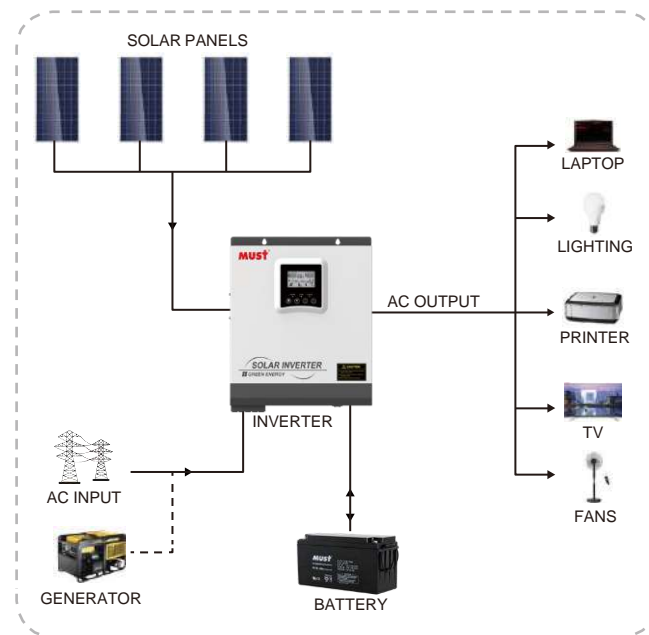 SOLAR PANELS
LAPTOP
LIGHTING
MUST
AC OUTPUT
PRINTER
SOLAR INVERTER
GREEN ENERGY
CAUTION
INVERTER
TV
AC INPUT
FANS
MUST
GENERATOR
BATTERY